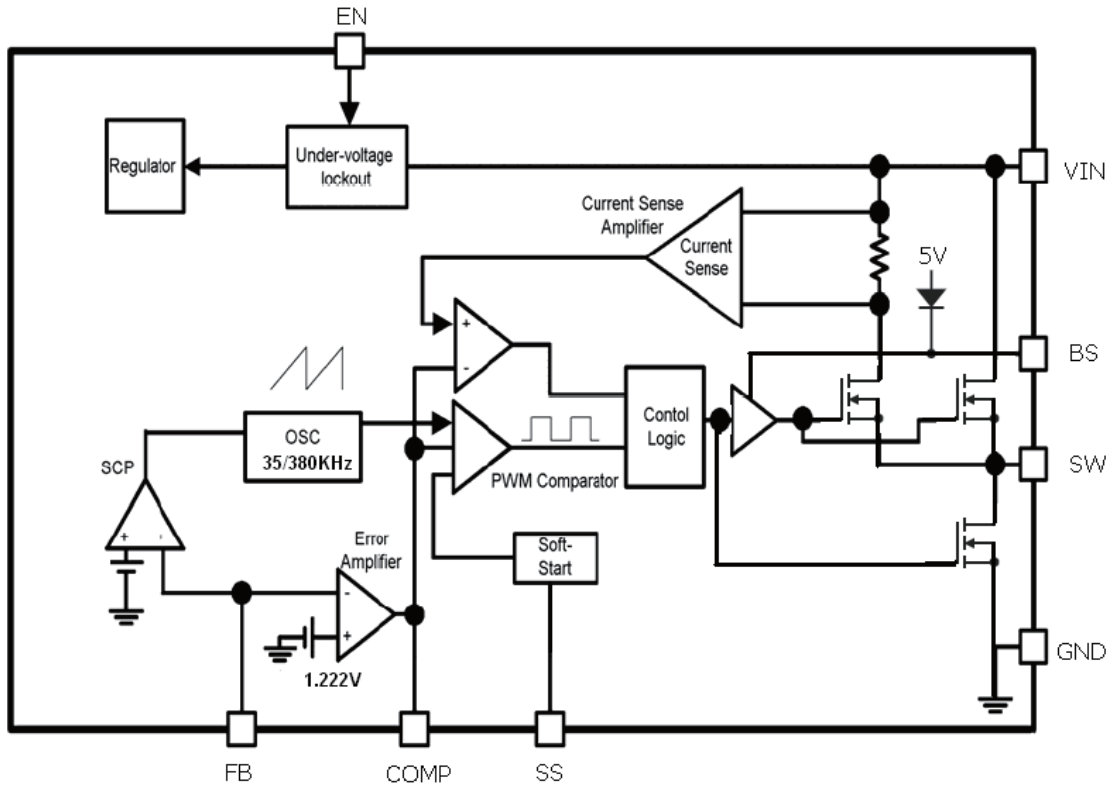 EN
Regulator
Under-voltage
lockout
VIN
Current Sense
Amplifier
Current
Sense
5V
BS
+
-
OSC
35/380KHz
Contol
Logic
SCP
PWM Comparator
SW
+ -
Error
Amplifier
Soft-
Start
-
+
1.222V
GND
FB
COMP
SS